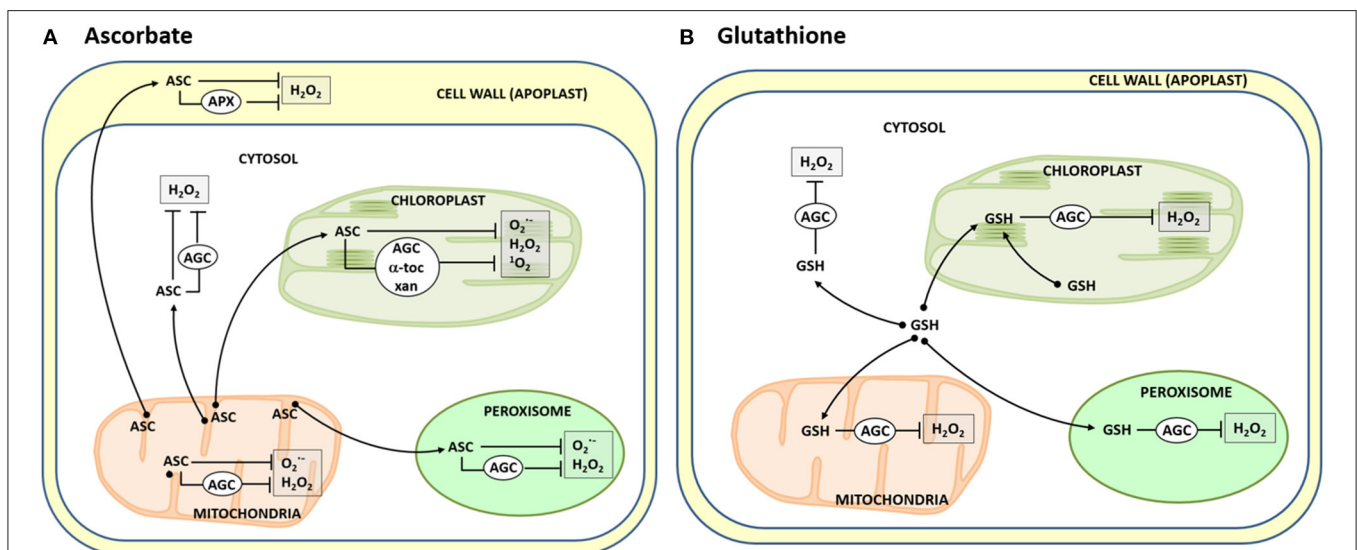 A Ascorbate
ASC
APX
H₂O₂
CELL WALL (APOPLAST)
CYTOSOL
H₂O₂
AGC
ASC
CHLOROPLAST
ASC
AGC
α-toc
xan
O₂˙⁻
H₂O₂
¹O₂
ASC
ASC
ASC
ASC
AGC
O₂˙⁻
H₂O₂
MITOCHONDRIA
PEROXISOME
ASC
AGC
O₂˙⁻
H₂O₂
B Glutathione
CELL WALL (APOPLAST)
CYTOSOL
H₂O₂
AGC
GSH
CHLOROPLAST
GSH
AGC
H₂O₂
GSH
GSH
GSH
AGC
H₂O₂
MITOCHONDRIA
PEROXISOME
GSH
AGC
H₂O₂